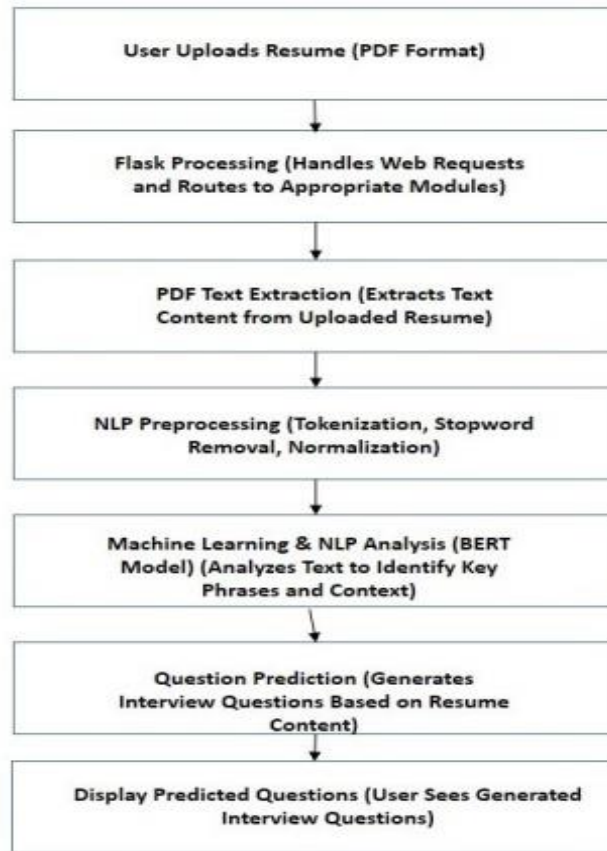 User Uploads Resume (PDF Format)
Flask Processing (Handles Web Requests
and Routes to Appropriate Modules)
PDF Text Extraction (Extracts Text
Content from Uploaded Resume)
NLP Preprocessing (Tokenization, Stopword
Removal, Normalization)
Machine Learning & NLP Analysis (BERT
Model) (Analyzes Text to Identify Key
Phrases and Context)
Question Prediction (Generates
Interview Questions Based on Resume
Content)
Display Predicted Questions (User Sees Generated
Interview Questions)